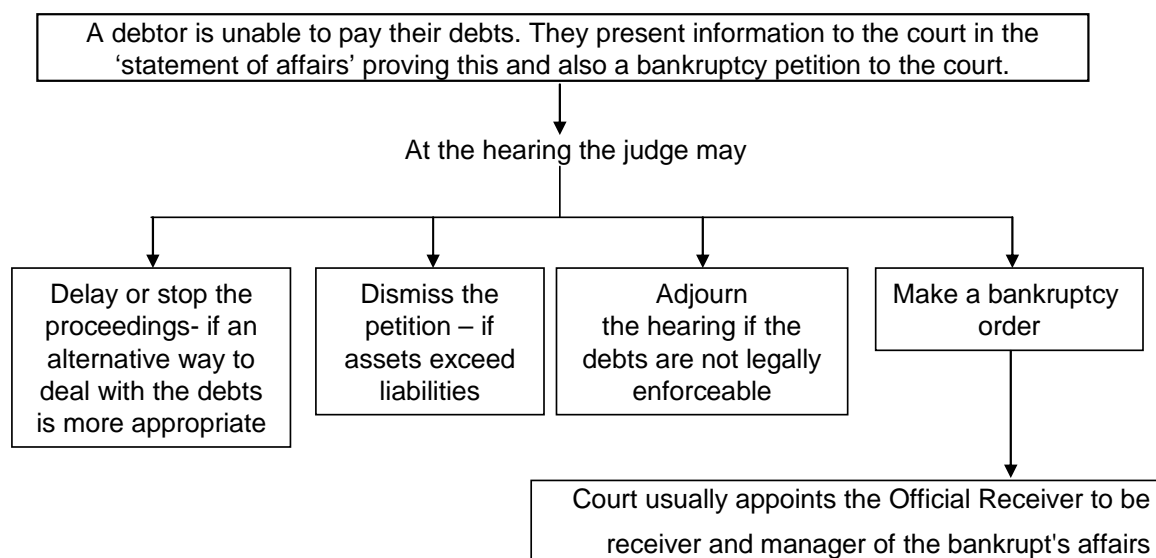 A debtor is unable to pay their debts. They present information to the court in the
‘statement of affairs’ proving this and also a bankruptcy petition to the court.
At the hearing the judge may
Delay or stop the
proceedings- if an
alternative way to
deal with the debts
is more appropriate
Dismiss the
petition – if
assets exceed
liabilities
Adjourn
the hearing if the
debts are not legally
enforceable
Make a bankruptcy
order
Court usually appoints the Official Receiver to be
receiver and manager of the bankrupt's affairs